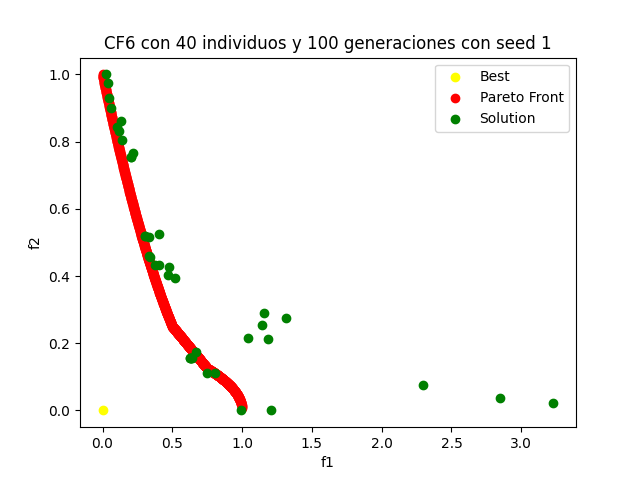 CF6 con 40 individuos y 100 generaciones con seed 1
Best
Pareto Front
Solution
f2
1.0
0.8
0.6
0.4
0.2
0.0
0.0 0.5 1.0 1.5 2.0 2.5 3.0
f1